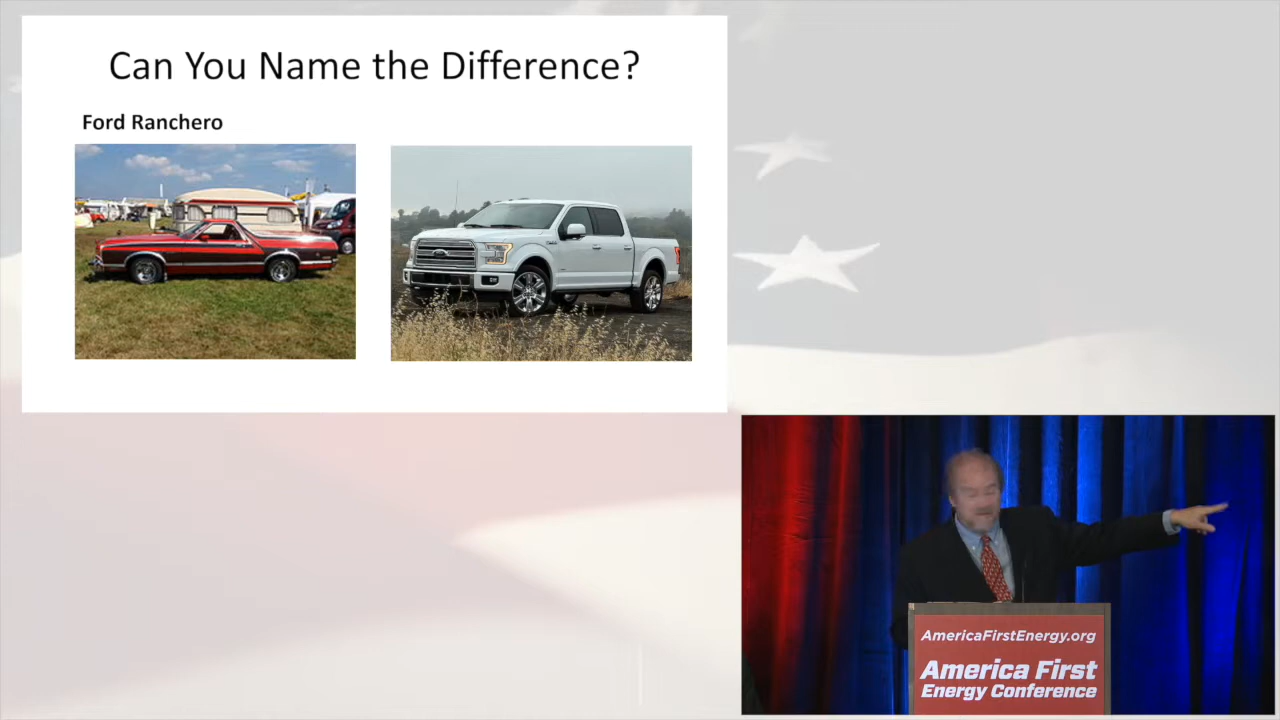 Can You Name the Difference?
Ford Ranchero
AmericaFirstEnergy.org
America First
Energy Conference